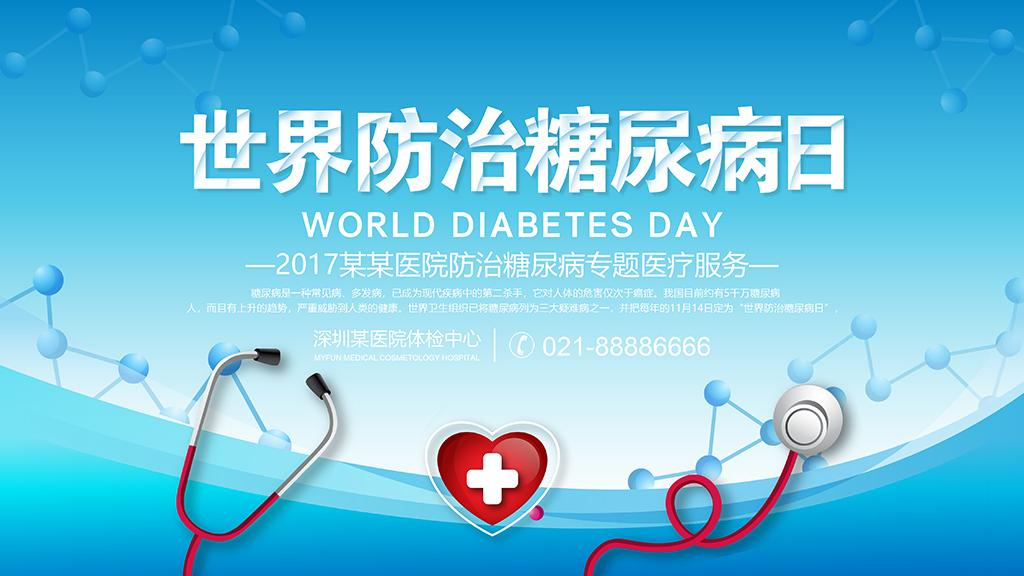 世界防治糖尿病日
WORLD DIABETES DAY
—2017某某医院防治糖尿病专题医疗服务—
糖尿病是一种常见病、多发病，已成为现代疾病中的第二杀手，它对人体的危害仅次于癌症。我国目前约有5千万糖尿病
人，而目有上升的趋势，严重威胁到人类的健康。世界卫生组织已将糖尿病列为三大疑难病之一，并把每年的11月14日定为“世界防治糖尿病日”，
深圳某医院体检中心
MYFUN MEDICAL COSMETOLOGY HOSPITAL
021-88886666